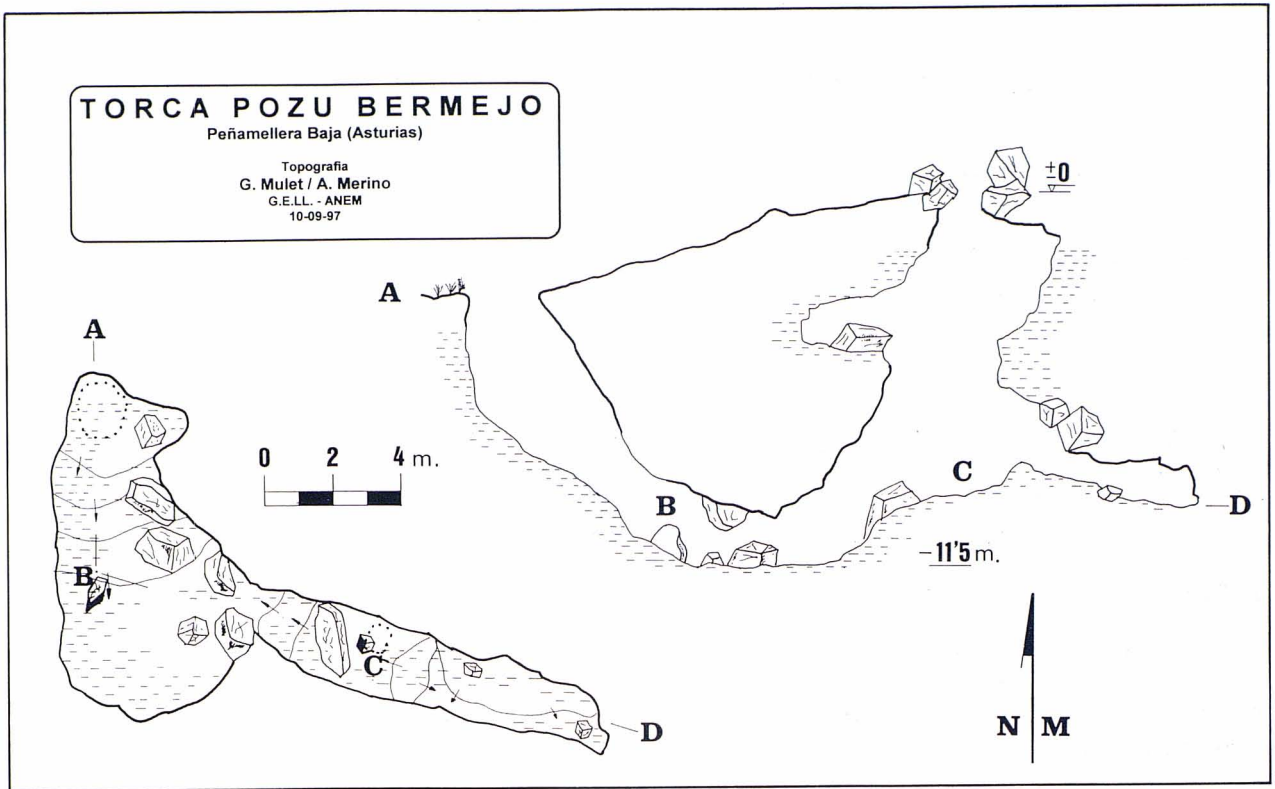 TORCA POZU BERMEJO
Peñamellera Baja (Asturias)
Topografia
G. Mulet / A. Merino
G.E.LL. - ANEM
10-09-97
±0
A
A
0 2 4 m.
B
C
D
-11'5 m.
B
C
D
N M